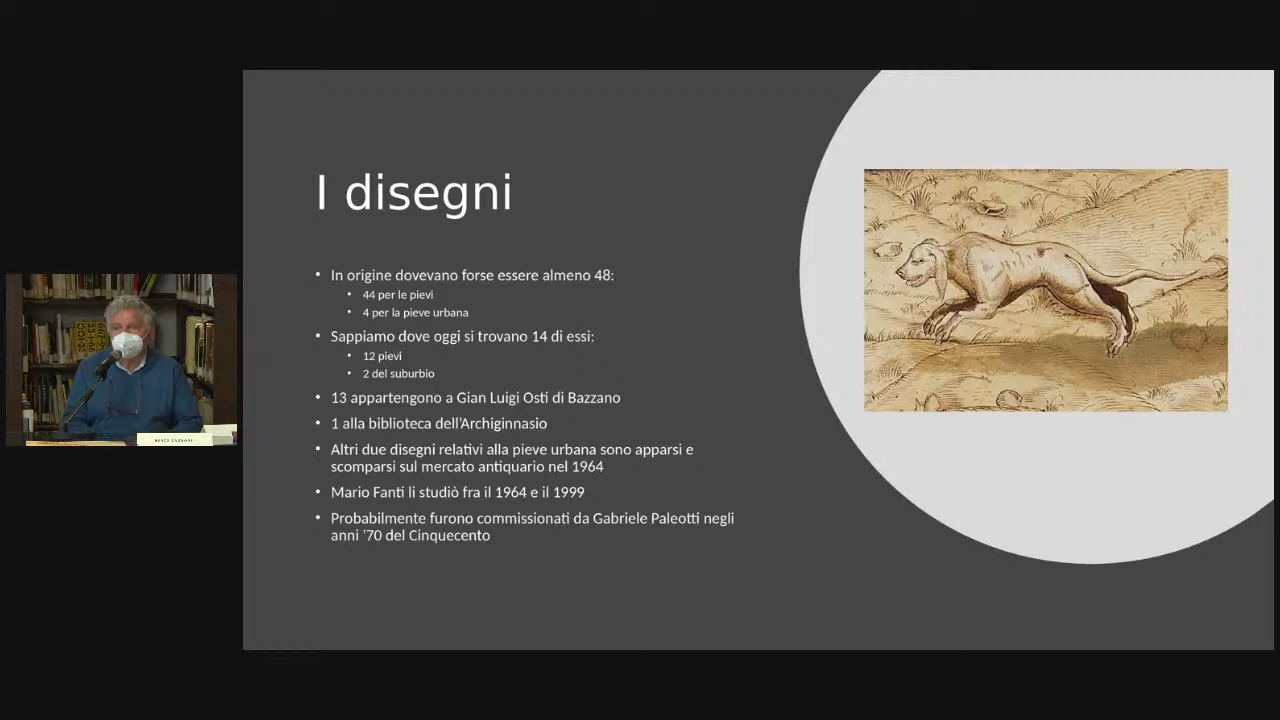 I disegni
• In origine dovevano forse essere almeno 48:
• 44 per le pievi
• 4 per la pieve urbana
• Sappiamo dove oggi si trovano 14 di essi:
• 12 pievi
• 2 del suburbio
• 13 appartengono a Gian Luigi Osti di Bazzano
• 1 alla biblioteca dell'Archiginnasio
• Altri due disegni relativi alla pieve urbana sono apparsi e
scomparsi sul mercato antiquario nel 1964
• Mario Fanti li studiò fra il 1964 e il 1999
• Probabilmente furono commissionati da Gabriele Paleotti negli
anni '70 del Cinquecento